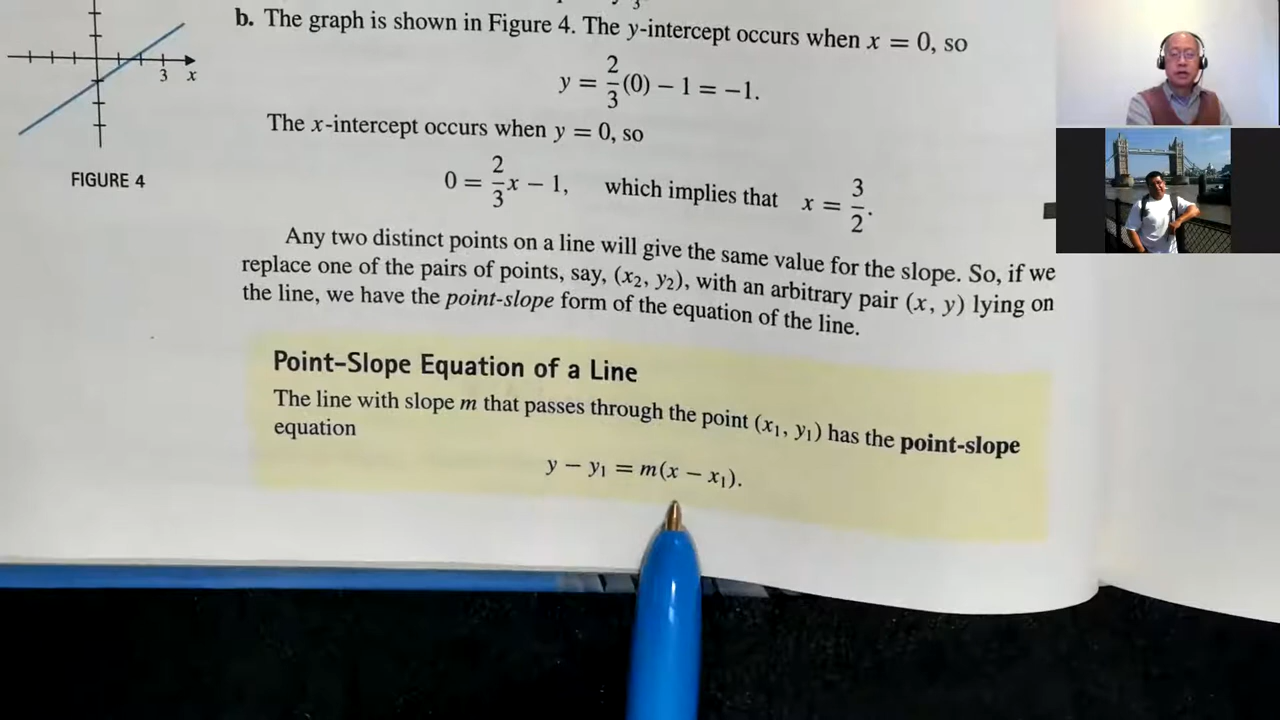 b. The graph is shown in Figure 4. The y-intercept occurs when x = 0, so
y = 2/3(0) − 1 = −1.
3 x
The x-intercept occurs when y = 0, so
FIGURE 4
0 = 2/3x − 1, which implies that x = 3/2.
Any two distinct points on a line will give the same value for the slope. So, if we
replace one of the pairs of points, say, (x₂, y₂), with an arbitrary pair (x, y) lying on
the line, we have the point-slope form of the equation of the line.
Point–Slope Equation of a Line
The line with slope m that passes through the point (x₁, y₁) has the point-slope
equation
y − y₁ = m(x − x₁).